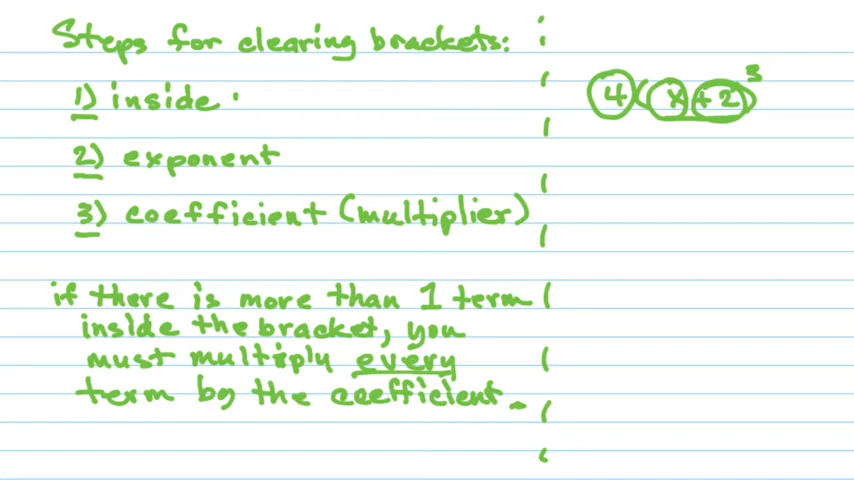 Steps for clearing brackets:
1) inside
2) exponent
3) coefficient (multiplier)
if there is more than 1 term
inside the bracket, you
must multiply every
term by the coefficient.
4(x+2)³